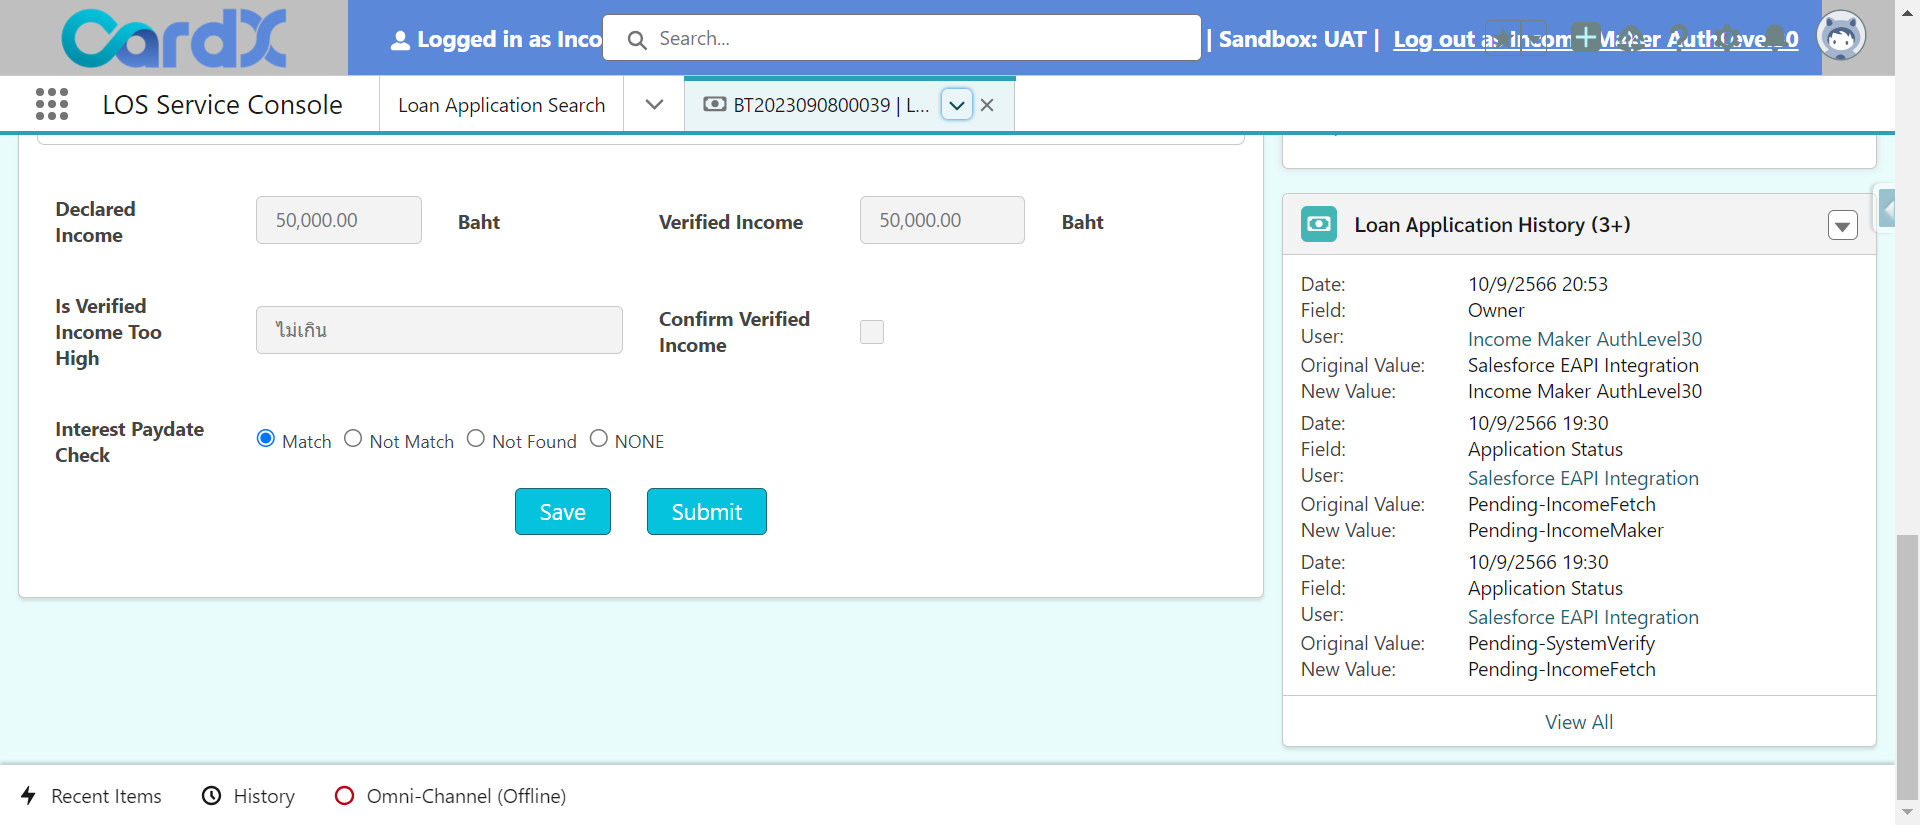 CardX
Logged in as Inco
Search...
| Sandbox: UAT |
Log out as Income Maker AuthLevel30
LOS Service Console
Loan Application Search
BT2023090800039 | L...
Declared Income
50,000.00
Baht
Verified Income
50,000.00
Baht
Is Verified Income Too High
ไม่เกิน
Confirm Verified Income
Interest Paydate Check
Match
Not Match
Not Found
NONE
Save
Submit
Loan Application History (3+)
Date: 10/9/2566 20:53
Field: Owner
User: Income Maker AuthLevel30
Original Value: Salesforce EAPI Integration
New Value: Income Maker AuthLevel30
Date: 10/9/2566 19:30
Field: Application Status
User: Salesforce EAPI Integration
Original Value: Pending-IncomeFetch
New Value: Pending-IncomeMaker
Date: 10/9/2566 19:30
Field: Application Status
User: Salesforce EAPI Integration
Original Value: Pending-SystemVerify
New Value: Pending-IncomeFetch
View All
Recent Items
History
Omni-Channel (Offline)